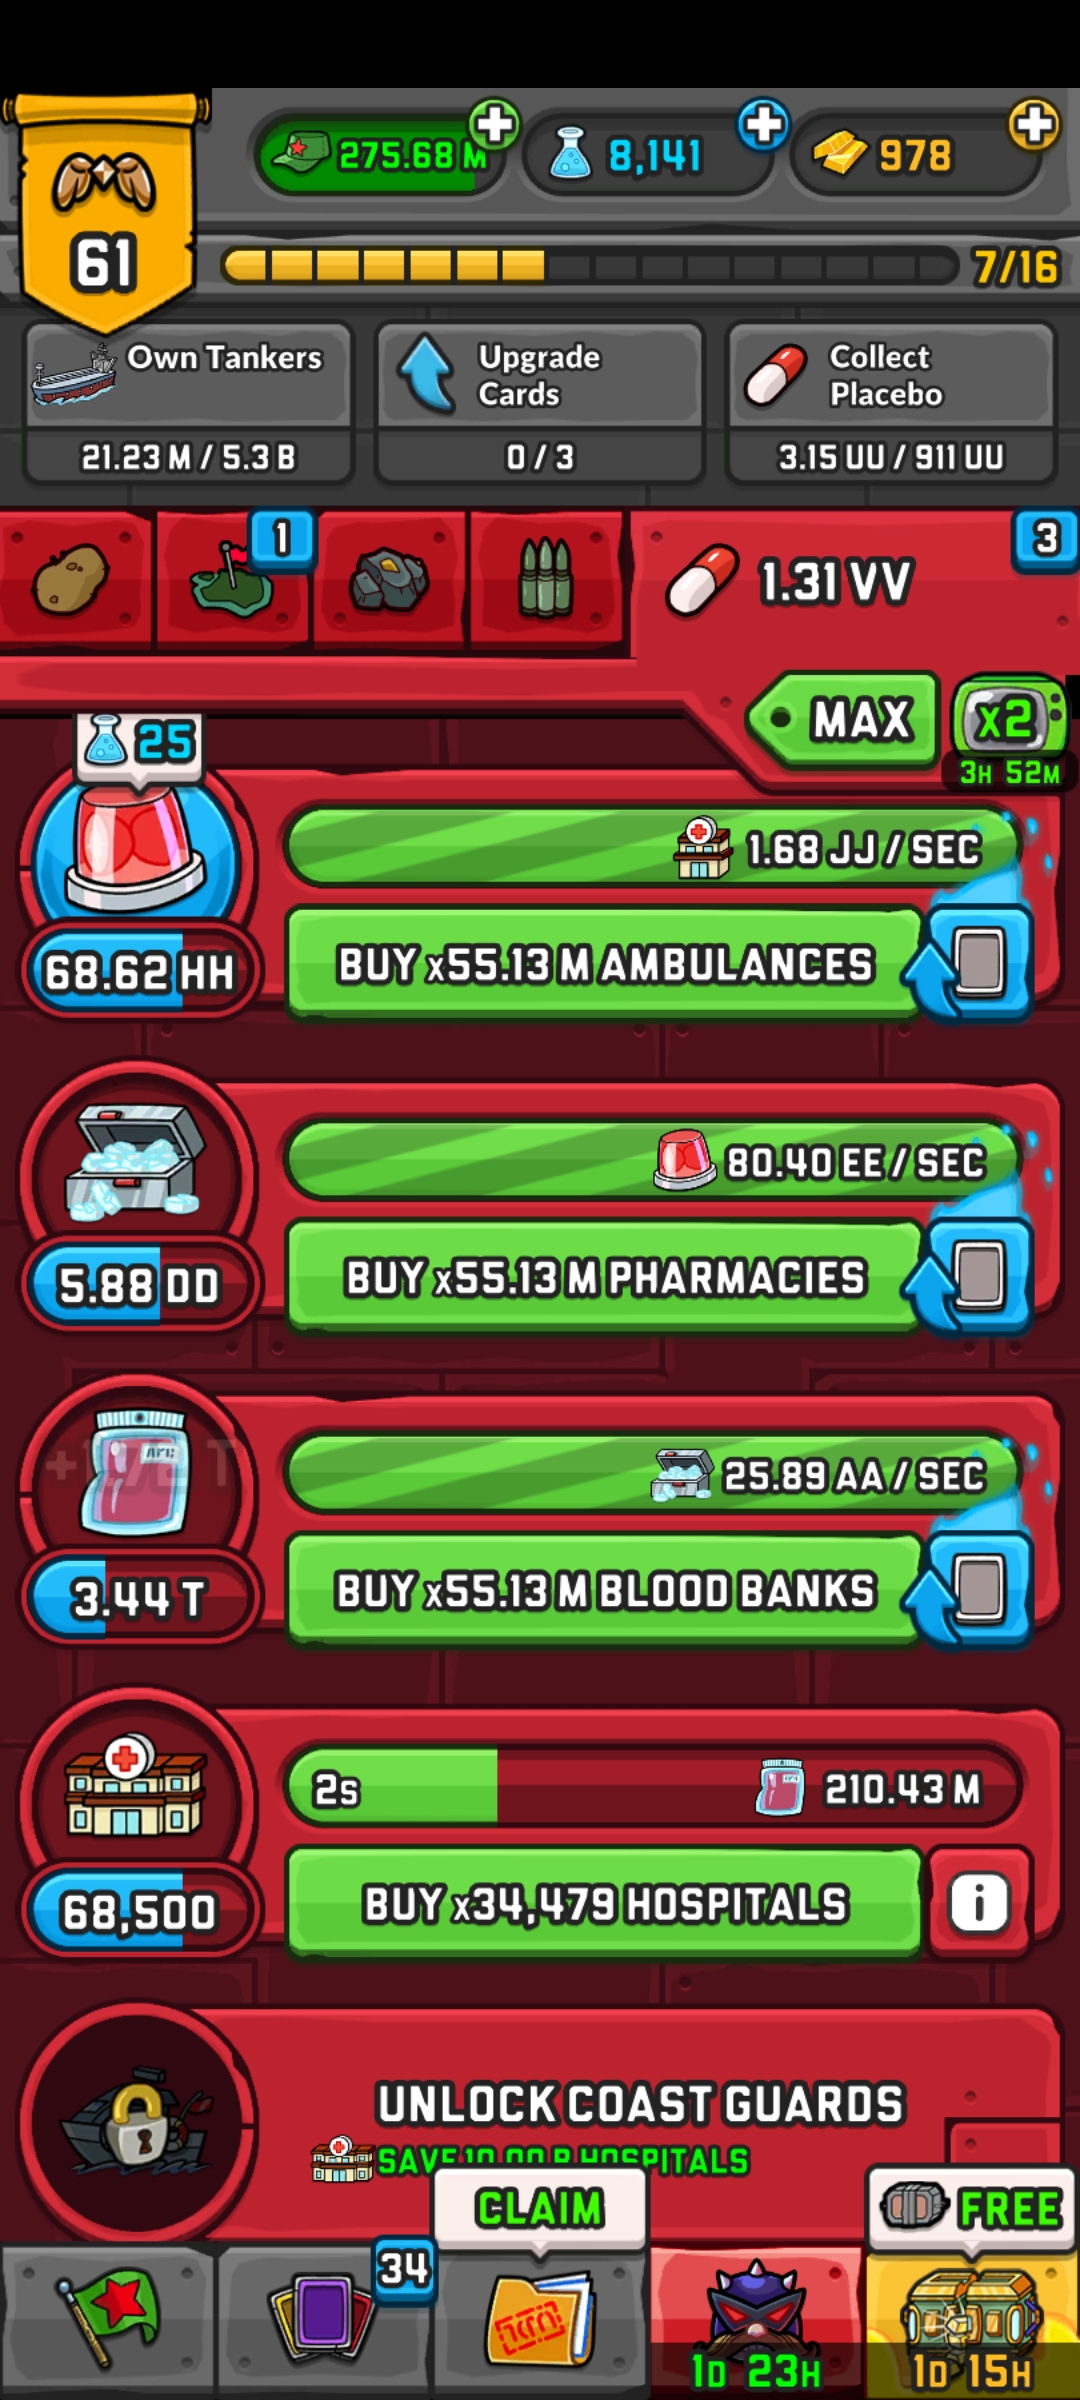 275.68 M
8,141
978
61
7/16
Own Tankers
21.23 M / 5.3 B
Upgrade
Cards
0 / 3
Collect
Placebo
3.15 UU / 911 UU
1
1.31 VV
3
MAX
x2
3H 52M
25
1.68 JJ / SEC
68.62 HH
BUY x55.13 M AMBULANCES
80.40 EE / SEC
5.88 DD
BUY x55.13 M PHARMACIES
25.89 AA / SEC
3.44 T
BUY x55.13 M BLOOD BANKS
2s
210.43 M
68,500
BUY x34,479 HOSPITALS
i
UNLOCK COAST GUARDS
SAVE 10.00 B HOSPITALS
CLAIM
FREE
34
1D 23H
1D 15H